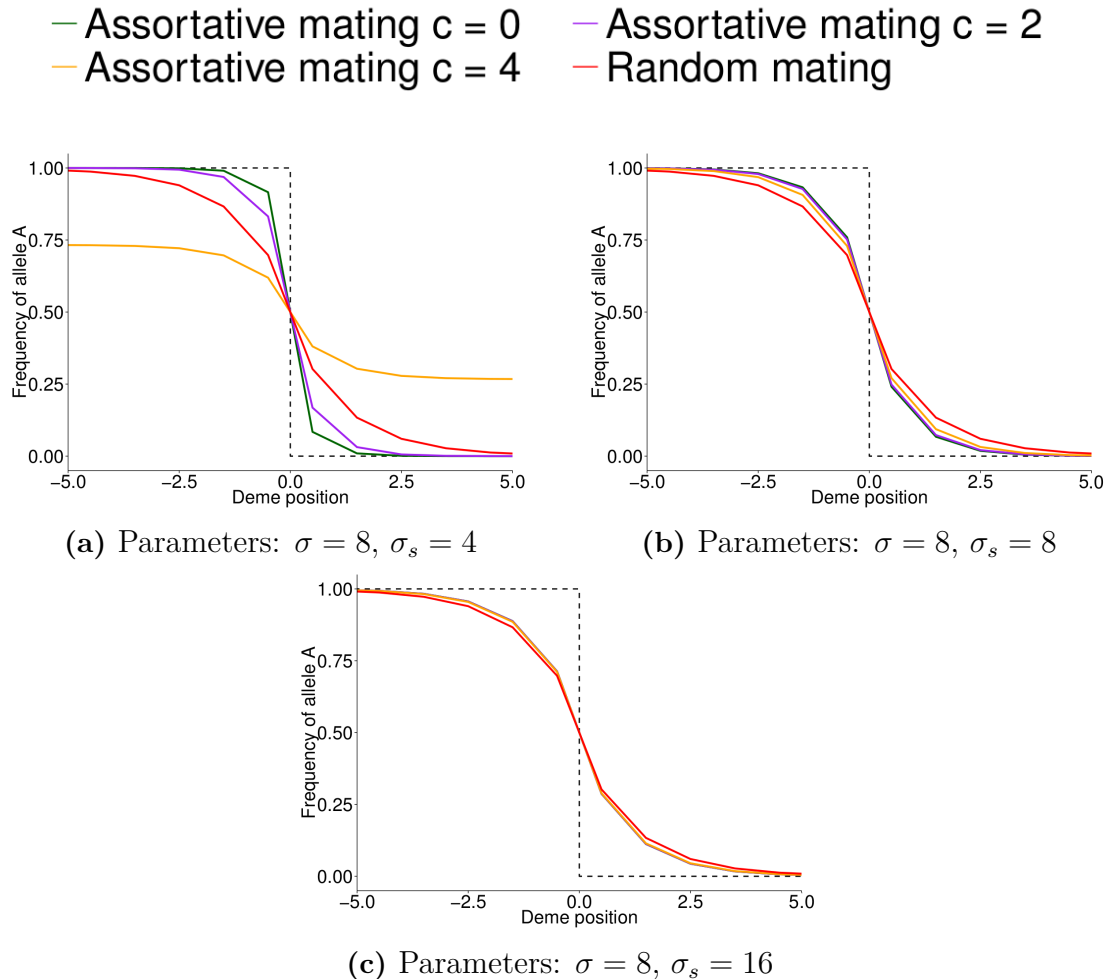 Assortative mating c = 0
Assortative mating c = 2
Assortative mating c = 4
Random mating
1.00
0.75
0.50
0.25
0.00
Frequency of allele A
−5.0 −2.5 0.0 2.5 5.0
Deme position
(a) Parameters: σ = 8, σₛ = 4
1.00
0.75
0.50
0.25
0.00
Frequency of allele A
−5.0 −2.5 0.0 2.5 5.0
Deme position
(b) Parameters: σ = 8, σₛ = 8
1.00
0.75
0.50
0.25
0.00
Frequency of allele A
−5.0 −2.5 0.0 2.5 5.0
Deme position
(c) Parameters: σ = 8, σₛ = 16